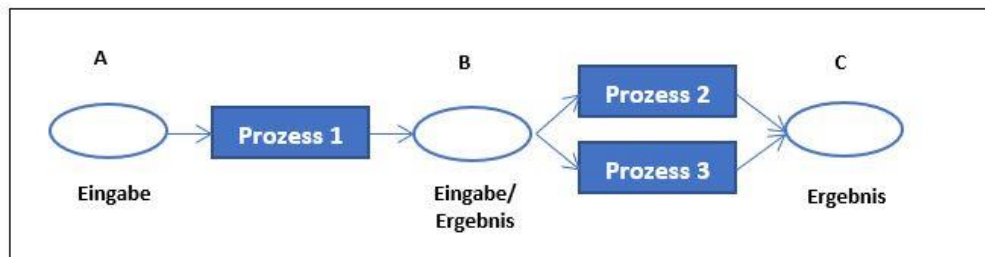 A
B
C
Prozess 1
Prozess 2
Prozess 3
Eingabe
Eingabe/
Ergebnis
Ergebnis